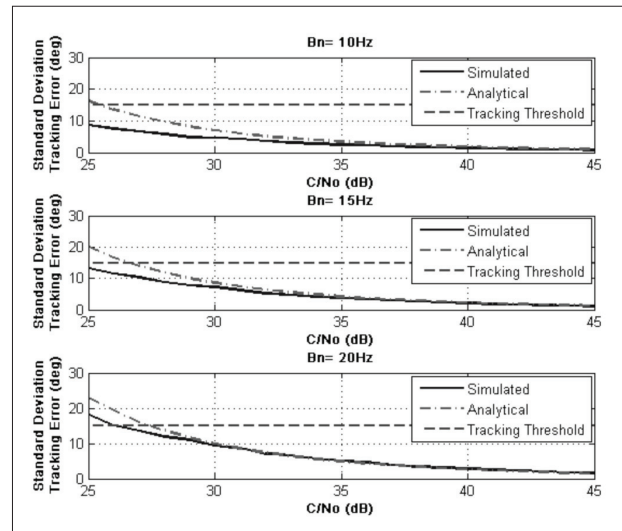 Bn= 10Hz
Standard Deviation
Tracking Error (deg)
30
20
10
0
Simulated
Analytical
Tracking Threshold
25
30
35
40
45
C/No (dB)
Bn= 15Hz
Standard Deviation
Tracking Error (deg)
30
20
10
0
Simulated
Analytical
Tracking Threshold
25
30
35
40
45
C/No (dB)
Bn= 20Hz
Standard Deviation
Tracking Error (deg)
30
20
10
0
Simulated
Analytical
Tracking Threshold
25
30
35
40
45
C/No (dB)